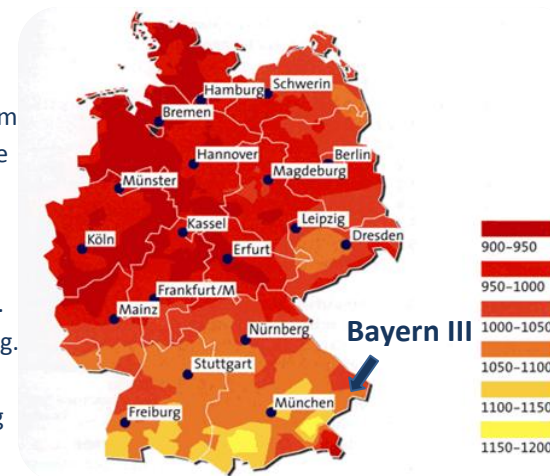 m
e
.
g.
g
Hamburg
Schwerin
Bremen
Hannover
Berlin
Magdeburg
Münster
Leipzig
Kassel
Köln
Dresden
Erfurt
Frankfurt/M
Mainz
Nürnberg
Bayern III
Stuttgart
München
Freiburg
900–950
950–1000
1000–1050
1050–1100
1100–1150
1150–1200